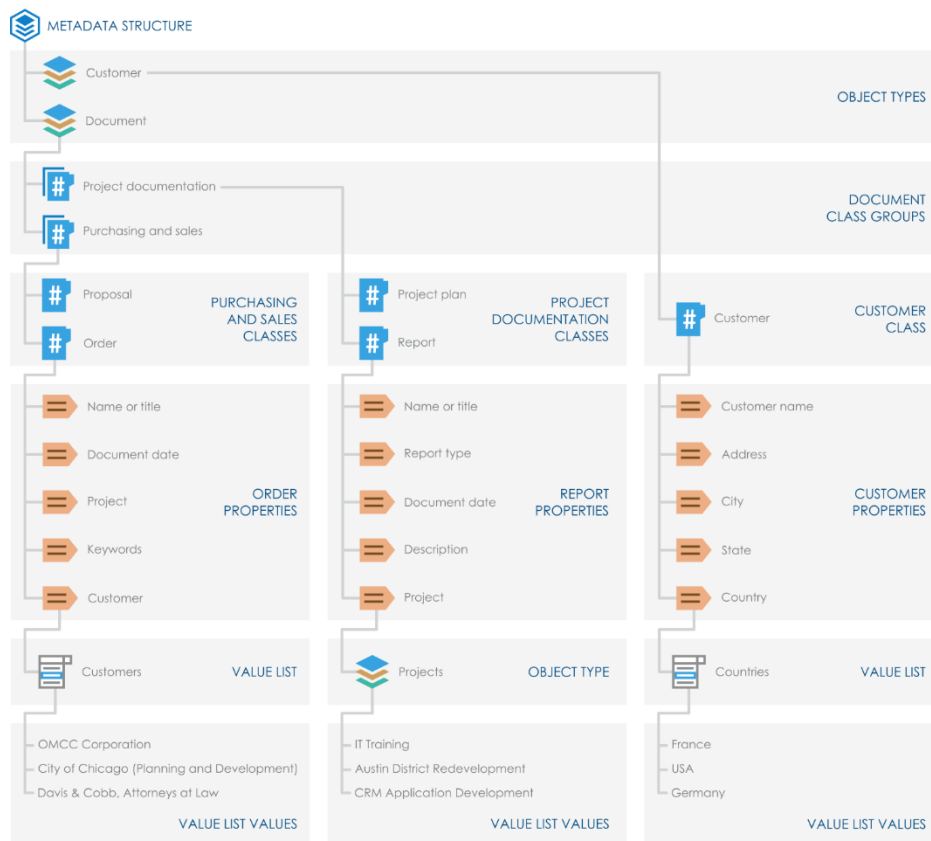 METADATA STRUCTURE
Customer
OBJECT TYPES
Document
Project documentation
DOCUMENT
CLASS GROUPS
Purchasing and sales
Proposal
Order
PURCHASING
AND SALES
CLASSES
Project plan
Report
PROJECT
DOCUMENTATION
CLASSES
Customer
CUSTOMER
CLASS
Name or title
Document date
Project
Keywords
Customer
ORDER
PROPERTIES
Name or title
Report type
Document date
Description
Project
REPORT
PROPERTIES
Customer name
Address
City
State
Country
CUSTOMER
PROPERTIES
Customers
VALUE LIST
Projects
OBJECT TYPE
Countries
VALUE LIST
OMCC Corporation
City of Chicago (Planning and Development)
Davis & Cobb, Attorneys at Law
VALUE LIST VALUES
IT Training
Austin District Redevelopment
CRM Application Development
VALUE LIST VALUES
France
USA
Germany
VALUE LIST VALUES